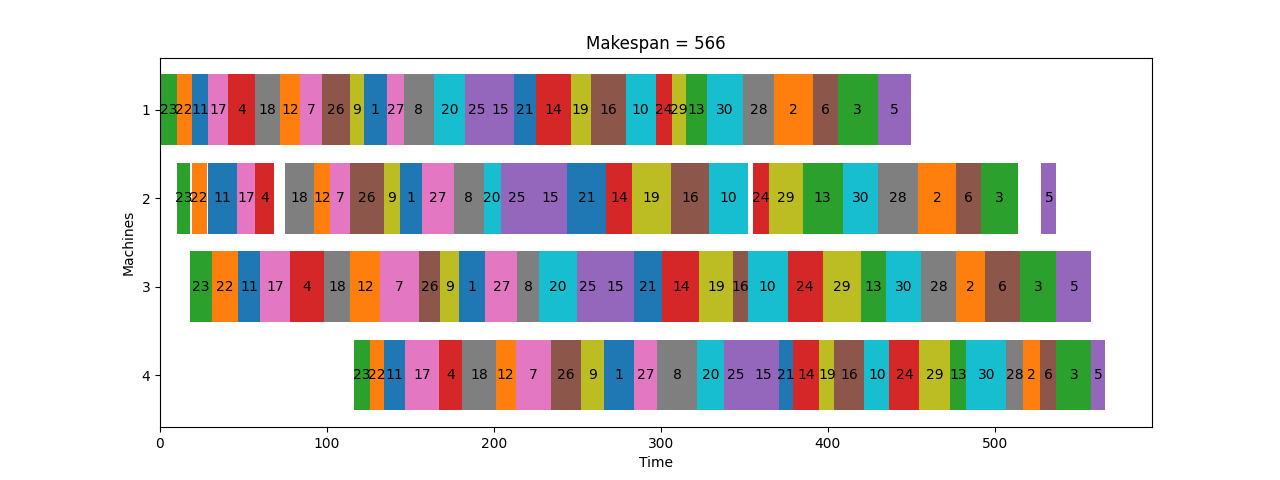 Makespan = 566
Machines
1 23 22 11 17 4 18 12 7 26 9 1 27 8 20 25 15 21 14 19 16 10 24 29 13 30 28 2 6 3 5
2 23 22 11 17 4 18 12 7 26 9 1 27 8 20 25 15 21 14 19 16 10 24 29 13 30 28 2 6 3 5
3 23 22 11 17 4 18 12 7 26 9 1 27 8 20 25 15 21 14 19 16 10 24 29 13 30 28 2 6 3 5
4 23 22 11 17 4 18 12 7 26 9 1 27 8 20 25 15 21 14 19 16 10 24 29 13 30 28 2 6 3 5
0 100 200 300 400 500
Time